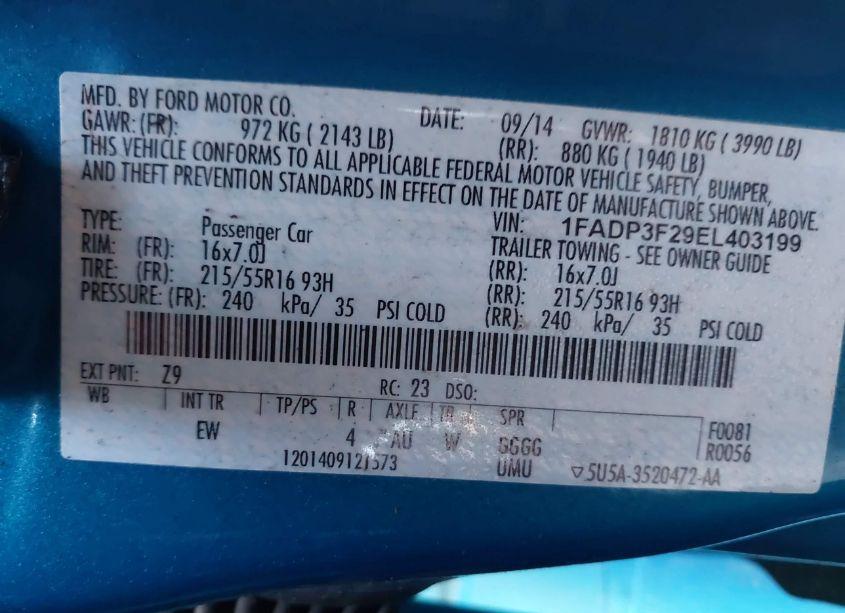 MFD. BY FORD MOTOR CO. DATE: 09/14 GVWR: 1810 KG ( 3990 LB)
GAWR: (FR): 972 KG ( 2143 LB) (RR): 880 KG ( 1940 LB)
THIS VEHICLE CONFORMS TO ALL APPLICABLE FEDERAL MOTOR VEHICLE SAFETY, BUMPER,
AND THEFT PREVENTION STANDARDS IN EFFECT ON THE DATE OF MANUFACTURE SHOWN ABOVE.
VIN: 1FADP3F29EL403199
TYPE: Passenger Car TRAILER TOWING - SEE OWNER GUIDE
RIM: (FR): 16x7.0J (RR): 16x7.0J
TIRE: (FR): 215/55R16 93H (RR): 215/55R16 93H
PRESSURE: (FR): 240 kPa/ 35 PSI COLD (RR): 240 kPa/ 35 PSI COLD
EXT PNT: Z9 RC: 23 DSO:
WB INT TR TP/PS R AXLE TR SPR F0081
EW 4 AU W GGGG R0056
1201409121573 UMU ▽5U5A-3520472-AA